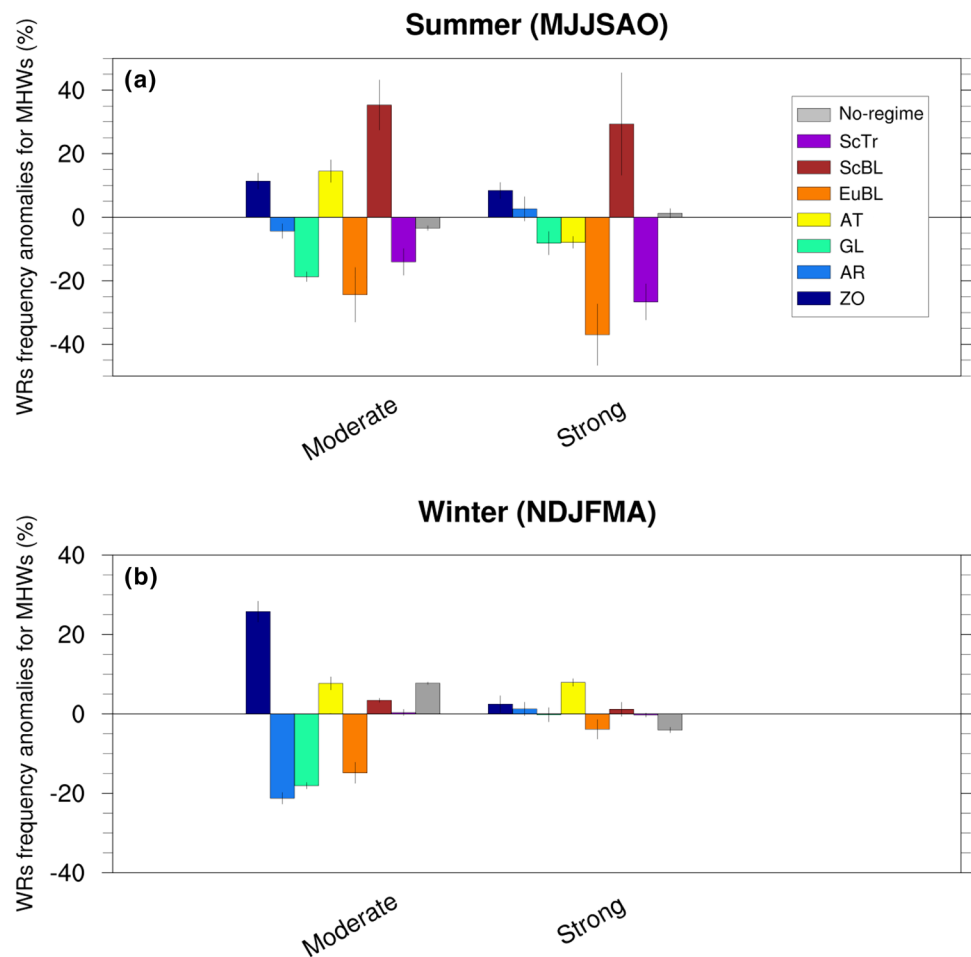 Summer (MJJSAO)
WRs frequency anomalies for MHWs (%)
(a)
40
20
0
-20
-40
No-regime
ScTr
ScBL
EuBL
AT
GL
AR
ZO
Moderate
Strong
Winter (NDJFMA)
WRs frequency anomalies for MHWs (%)
(b)
40
20
0
-20
-40
Moderate
Strong